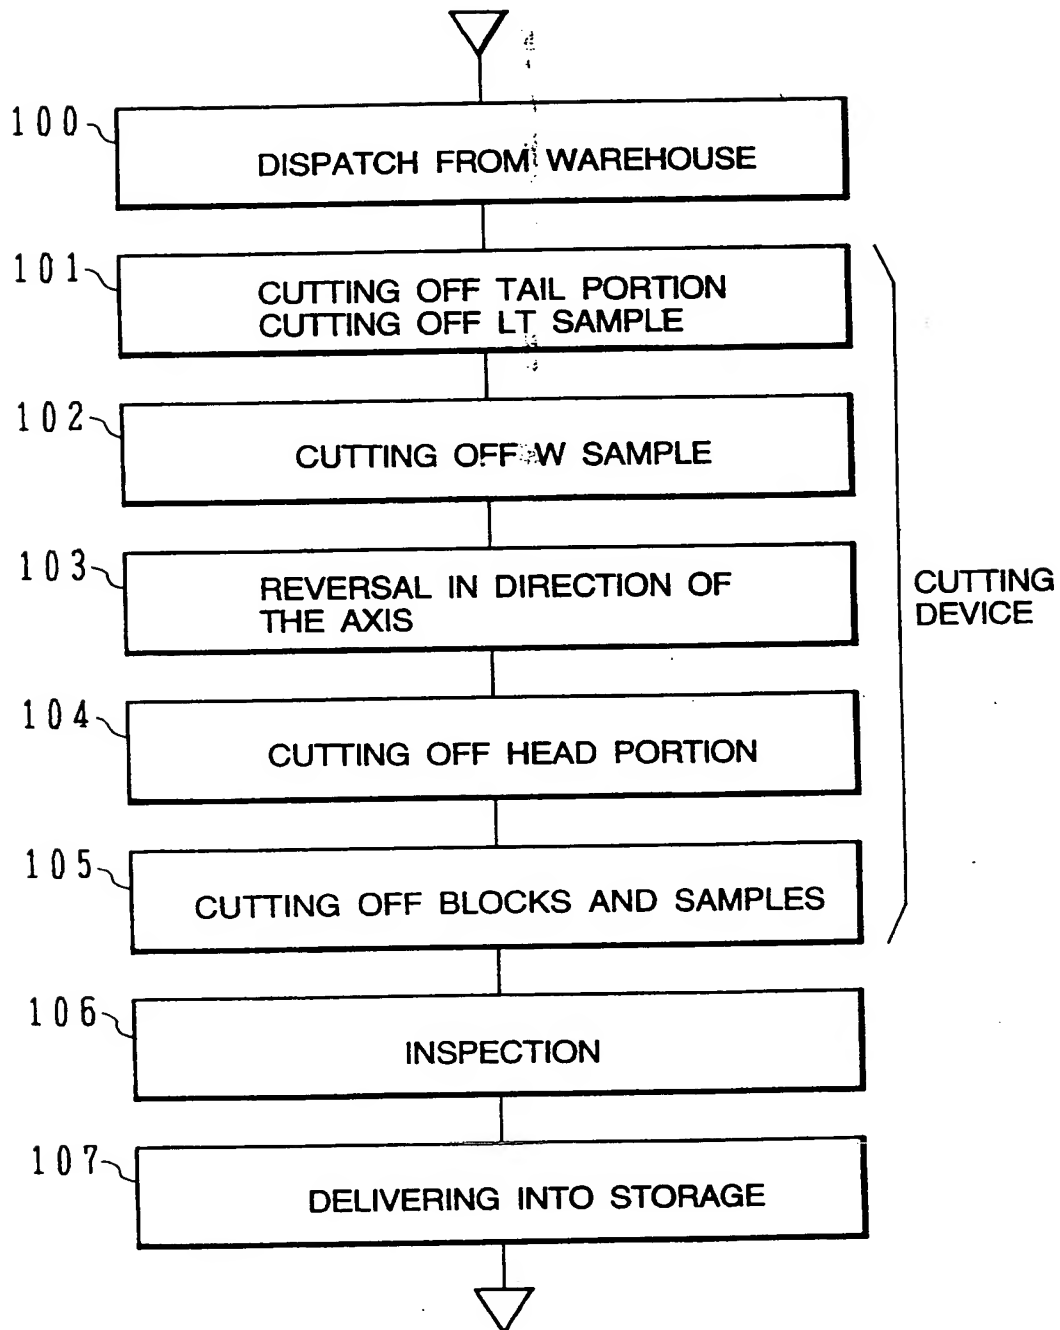 100
DISPATCH FROM WAREHOUSE
101
CUTTING OFF TAIL PORTION
CUTTING OFF LT SAMPLE
102
CUTTING OFF W SAMPLE
103
REVERSAL IN DIRECTION OF
THE AXIS
CUTTING
DEVICE
104
CUTTING OFF HEAD PORTION
105
CUTTING OFF BLOCKS AND SAMPLES
106
INSPECTION
107
DELIVERING INTO STORAGE